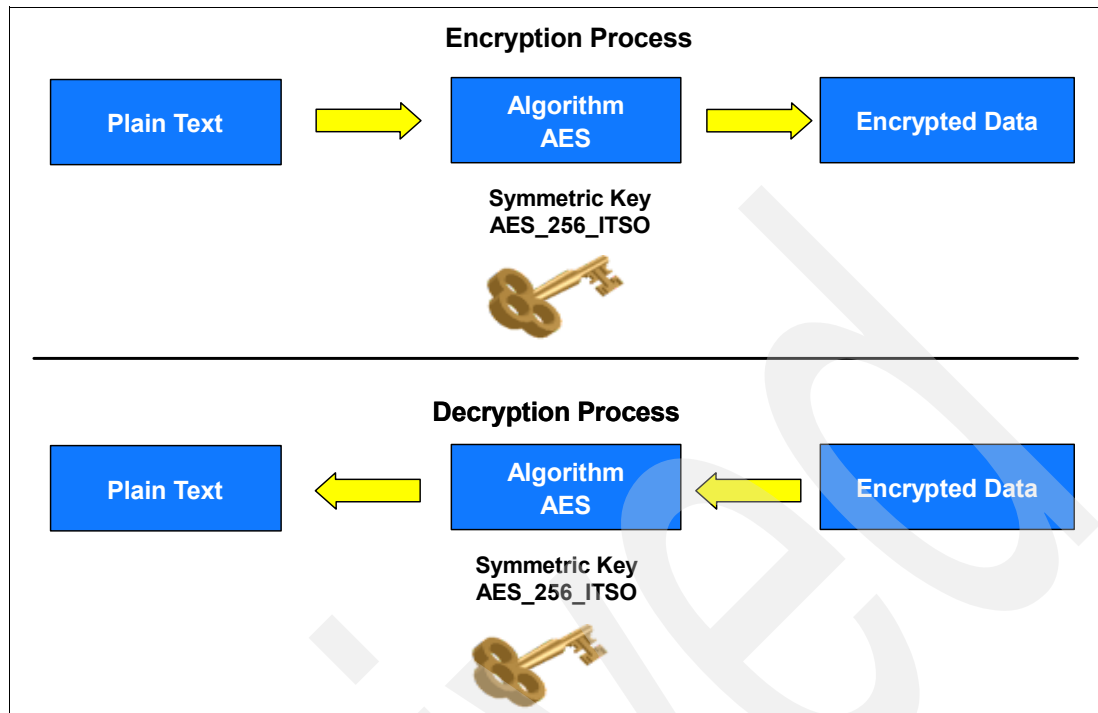 Encryption Process
Plain Text
Algorithm
AES
Encrypted Data
Symmetric Key
AES_256_ITSO
Decryption Process
Plain Text
Algorithm
AES
Encrypted Data
Symmetric Key
AES_256_ITSO